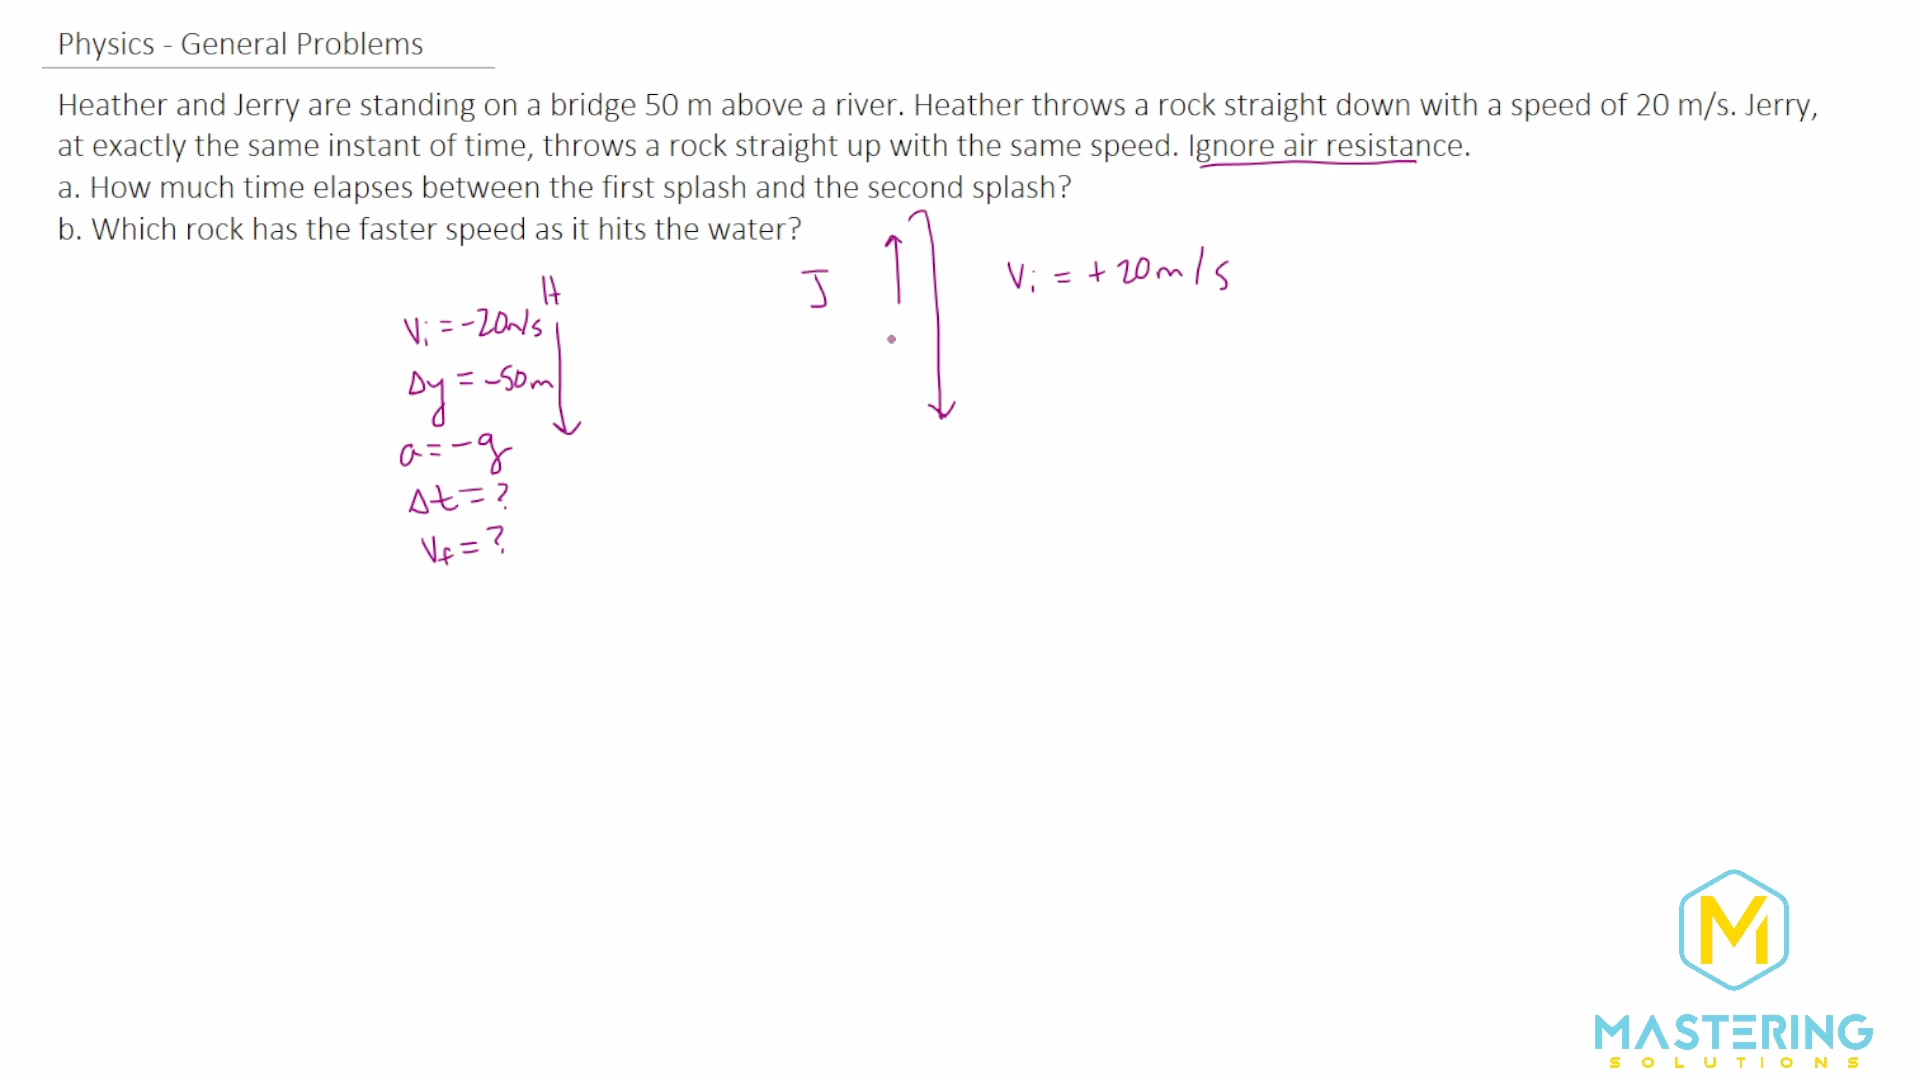 Physics - General Problems
Heather and Jerry are standing on a bridge 50 m above a river. Heather throws a rock straight down with a speed of 20 m/s. Jerry,
at exactly the same instant of time, throws a rock straight up with the same speed. Ignore air resistance.
a. How much time elapses between the first splash and the second splash?
b. Which rock has the faster speed as it hits the water?
H
Vi = -20m/s
Δy = -50m
a = -g
Δt = ?
Vf = ?
J
Vi = +20m/s
M
MASTERING
SOLUTIONS